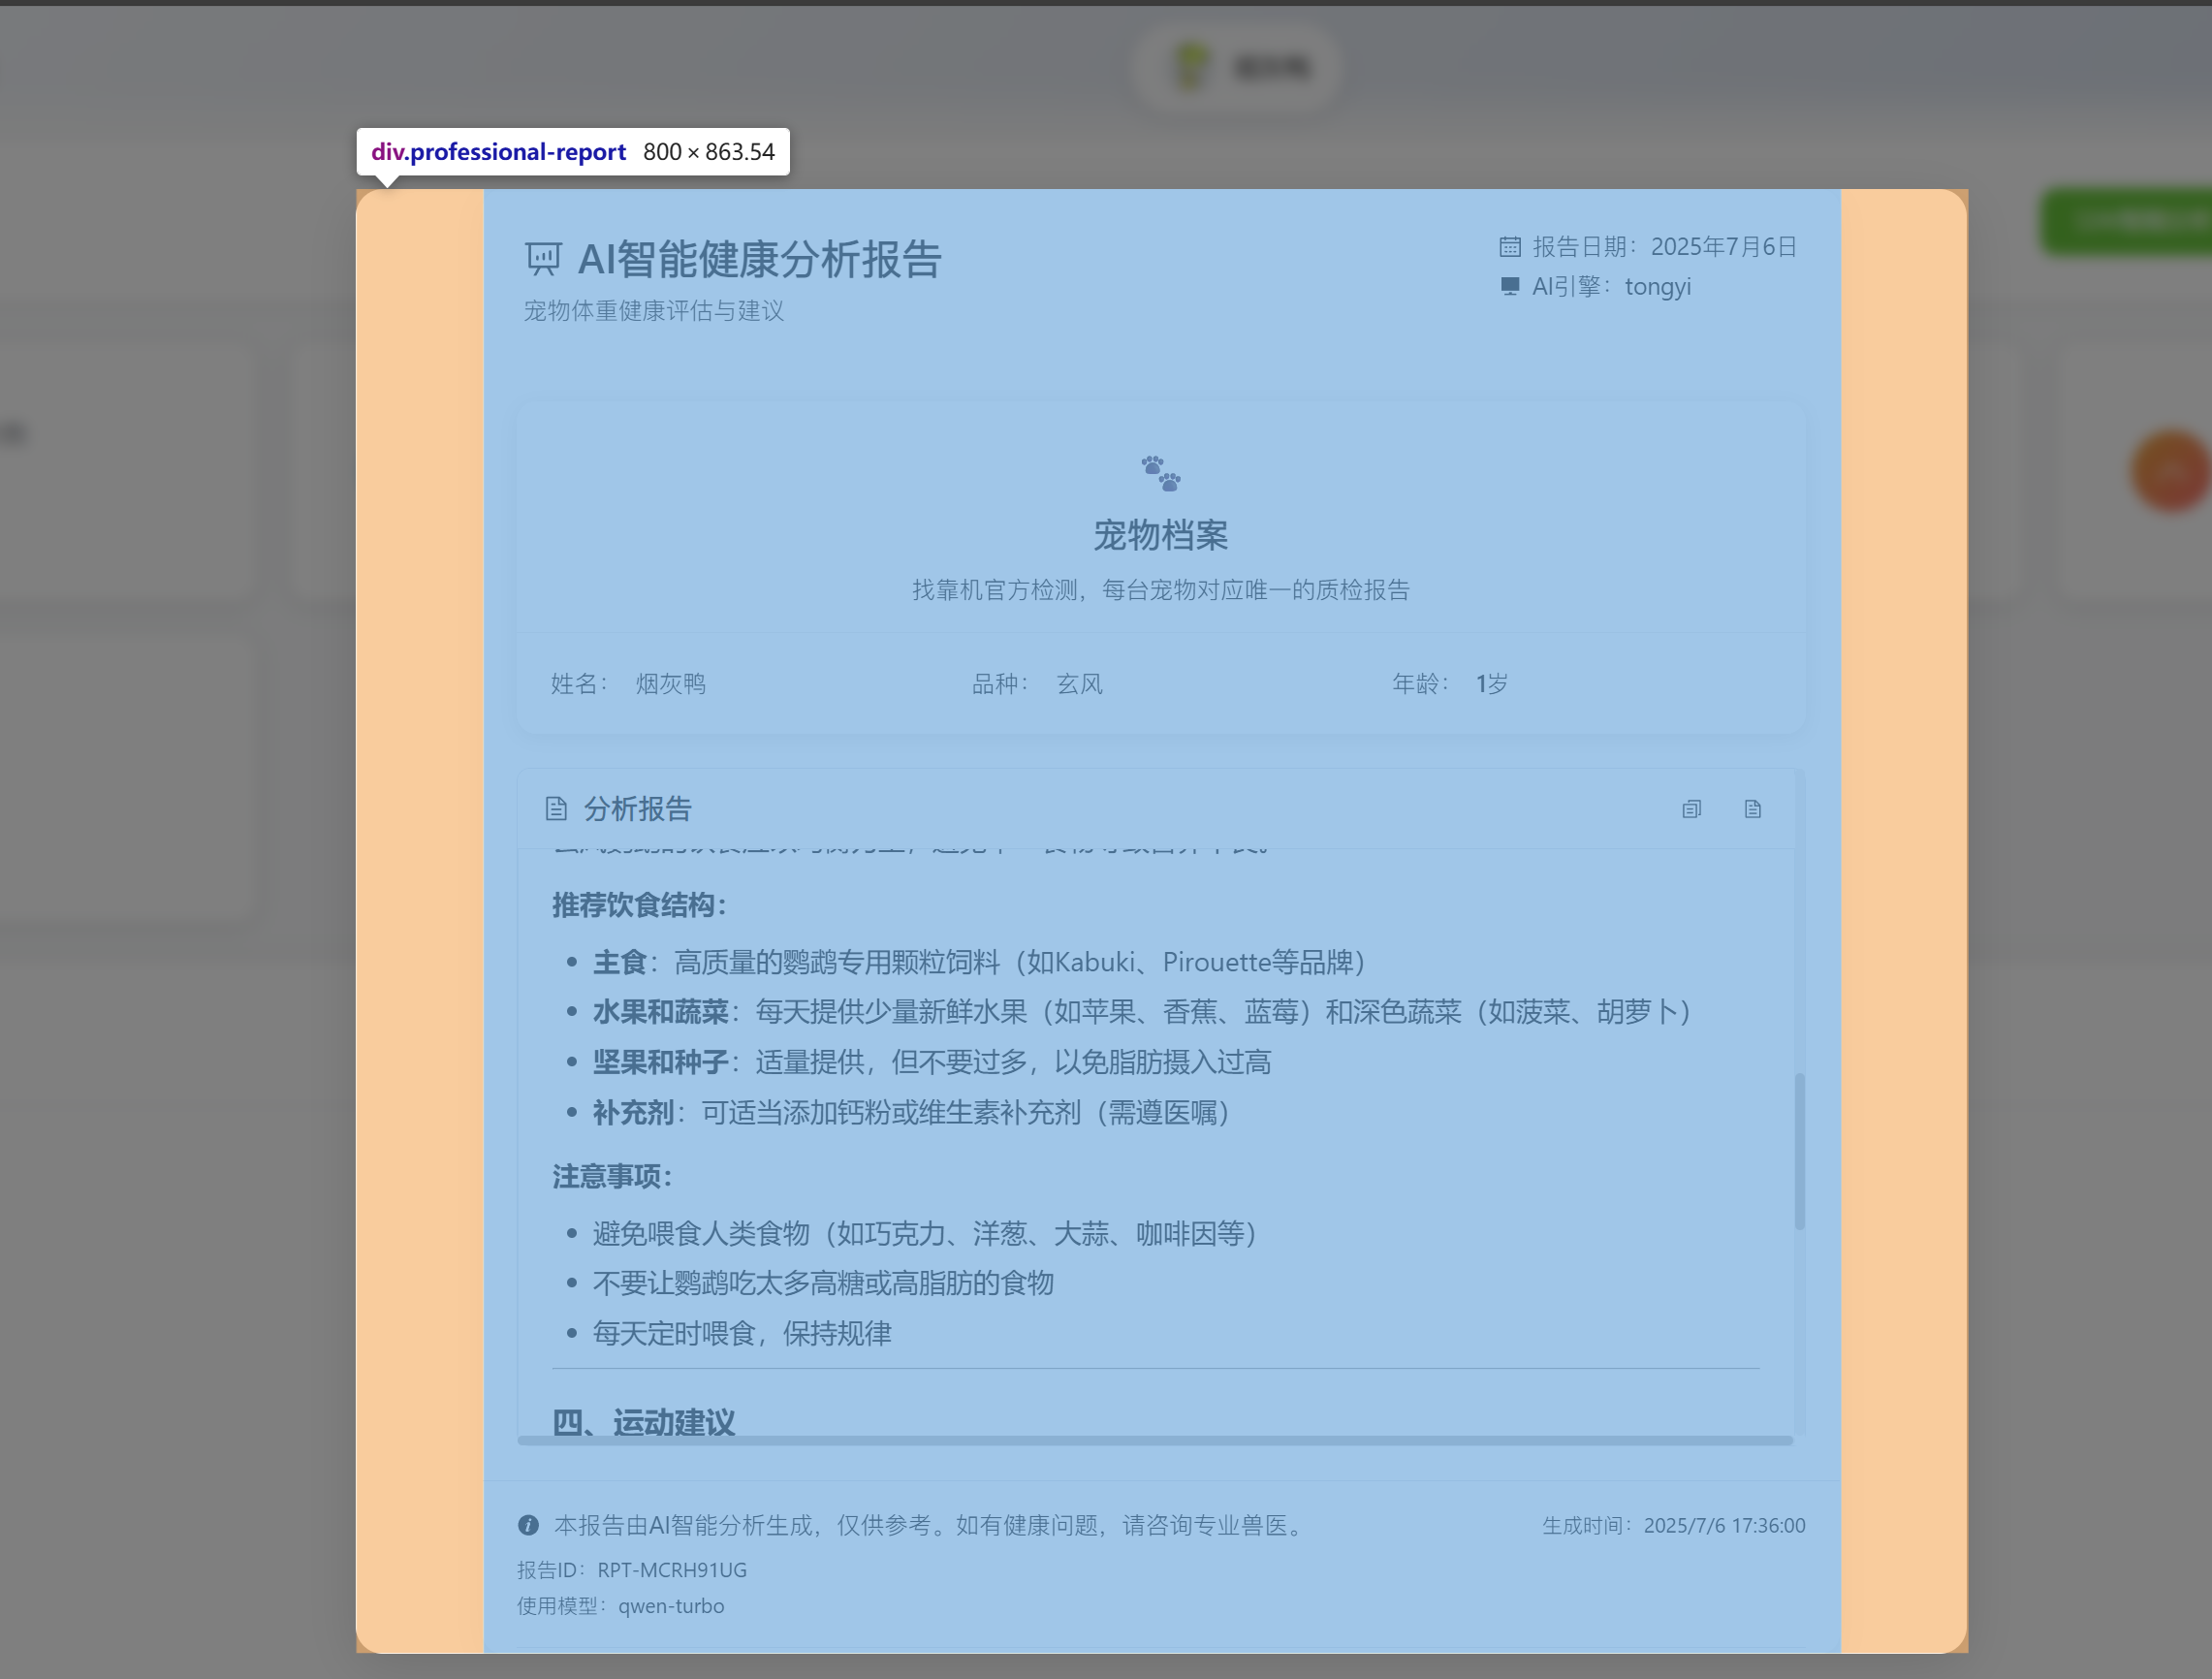 div.professional-report 800 × 863.54
AI智能健康分析报告
宠物体重健康评估与建议
报告日期：2025年7月6日
AI引擎：tongyi
宠物档案
找靠机官方检测，每台宠物对应唯一的质检报告
姓名： 烟灰鸭 品种： 玄风 年龄： 1岁
分析报告
推荐饮食结构：
• 主食：高质量的鹦鹉专用颗粒饲料（如Kabuki、Pirouette等品牌）
• 水果和蔬菜：每天提供少量新鲜水果（如苹果、香蕉、蓝莓）和深色蔬菜（如菠菜、胡萝卜）
• 坚果和种子：适量提供，但不要过多，以免脂肪摄入过高
• 补充剂：可适当添加钙粉或维生素补充剂（需遵医嘱）
注意事项：
• 避免喂食人类食物（如巧克力、洋葱、大蒜、咖啡因等）
• 不要让鹦鹉吃太多高糖或高脂肪的食物
• 每天定时喂食，保持规律
四、运动建议
本报告由AI智能分析生成，仅供参考。如有健康问题，请咨询专业兽医。
生成时间：2025/7/6 17:36:00
报告ID：RPT-MCRH91UG
使用模型：qwen-turbo